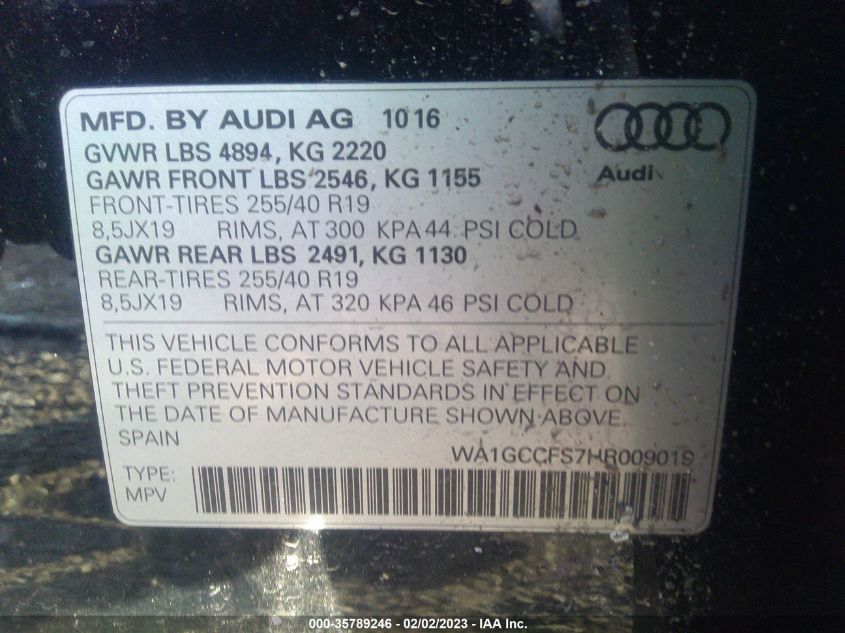 MFD. BY AUDI AG 10 16
GVWR LBS 4894, KG 2220
GAWR FRONT LBS 2546, KG 1155
FRONT-TIRES 255/40 R19
8,5JX19 RIMS, AT 300 KPA 44 PSI COLD
GAWR REAR LBS 2491, KG 1130
REAR-TIRES 255/40 R19
8,5JX19 RIMS, AT 320 KPA 46 PSI COLD
Audi
THIS VEHICLE CONFORMS TO ALL APPLICABLE
U.S. FEDERAL MOTOR VEHICLE SAFETY AND
THEFT PREVENTION STANDARDS IN EFFECT ON
THE DATE OF MANUFACTURE SHOWN ABOVE.
SPAIN
WA1GCCFS7HR009019
TYPE:
MPV
000-35789246 - 02/02/2023 - IAA Inc.